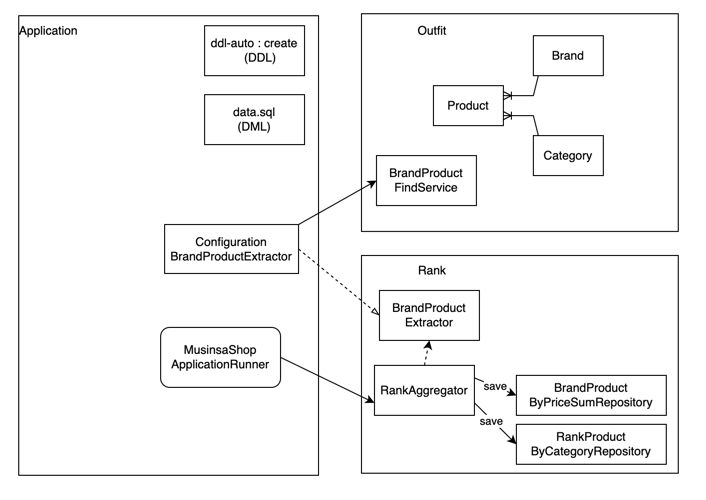 Application
ddl-auto : create
(DDL)
data.sql
(DML)
Configuration
BrandProductExtractor
MusinsaShop
ApplicationRunner
Outfit
Brand
Product
Category
BrandProduct
FindService
Rank
BrandProduct
Extractor
RankAggregator
save
BrandProduct
ByPriceSumRepository
save
RankProduct
ByCategoryRepository